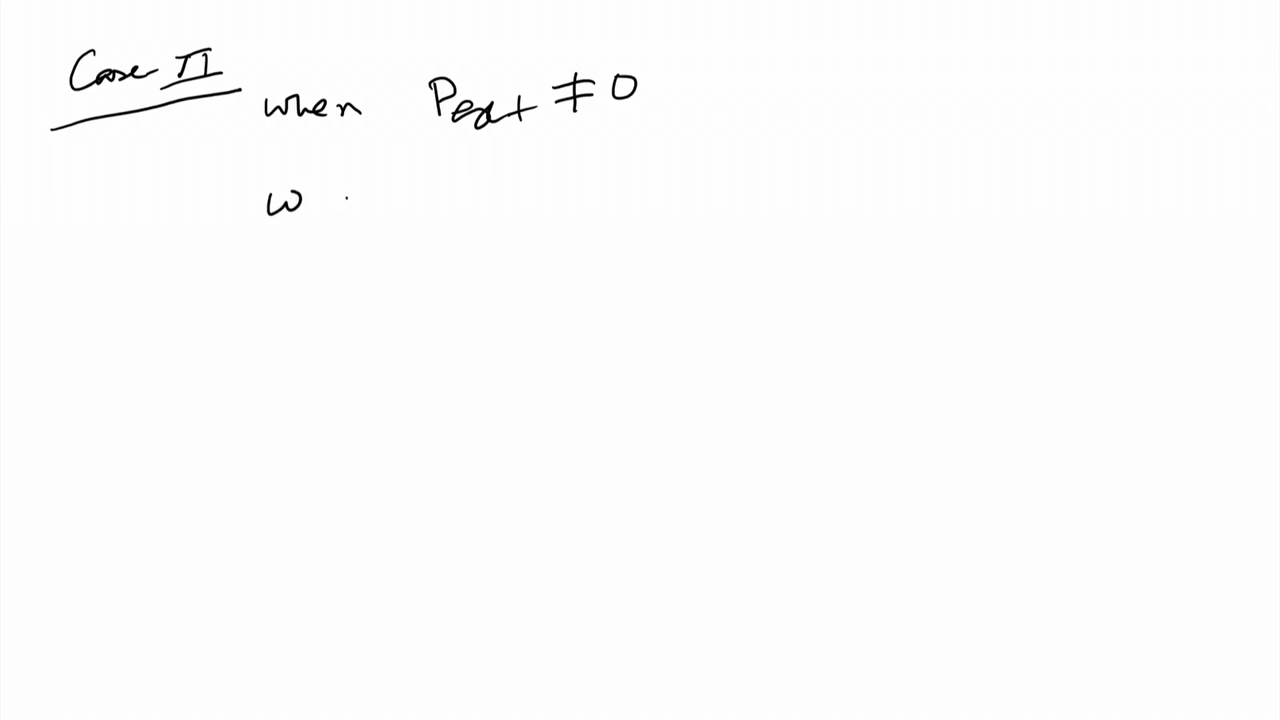 Case II when Pext ≠ 0
w